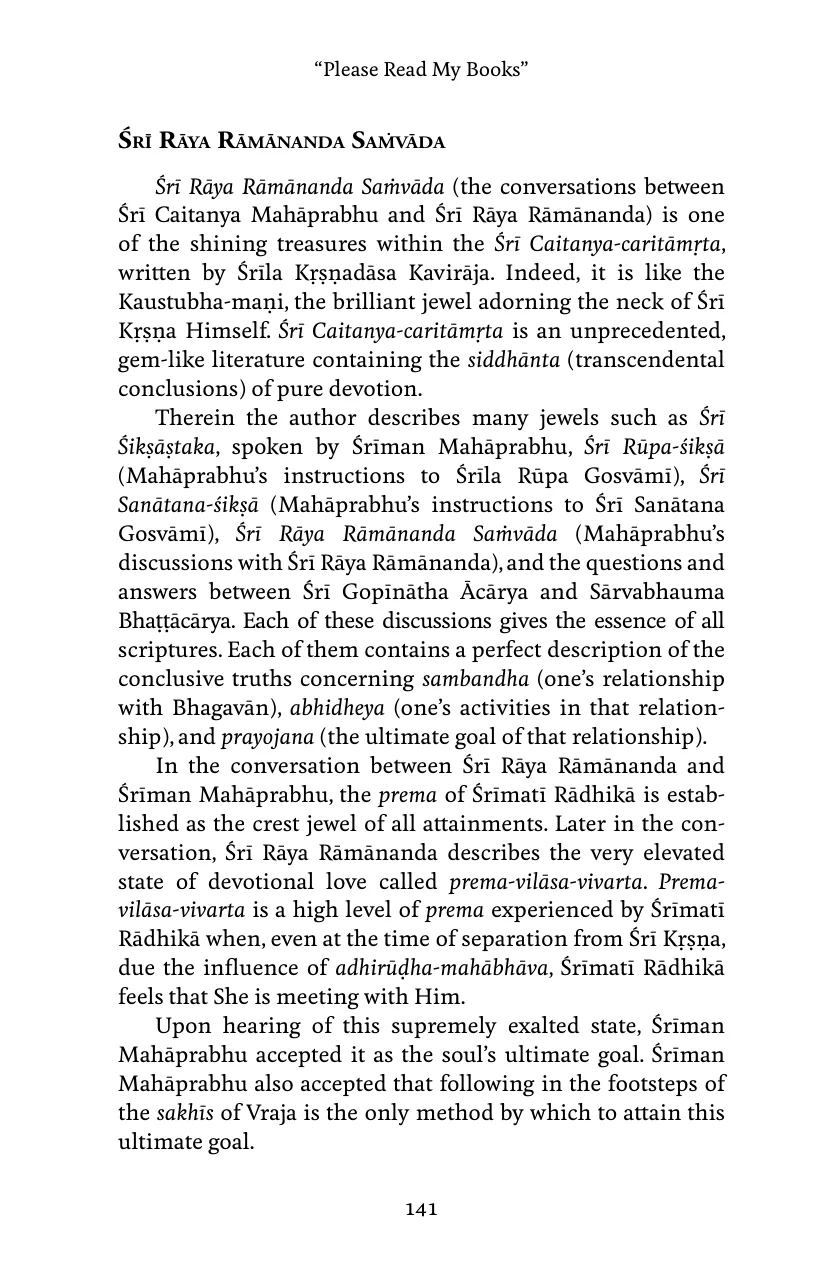 “Please Read My Books”
Śrī Rāya Rāmānanda Saṁvāda
Śrī Rāya Rāmānanda Saṁvāda (the conversations between
Śrī Caitanya Mahāprabhu and Śrī Rāya Rāmānanda) is one
of the shining treasures within the Śrī Caitanya-caritāmṛta,
written by Śrīla Kṛṣṇadāsa Kavirāja. Indeed, it is like the
Kaustubha-maṇi, the brilliant jewel adorning the neck of Śrī
Kṛṣṇa Himself. Śrī Caitanya-caritāmṛta is an unprecedented,
gem-like literature containing the siddhānta (transcendental
conclusions) of pure devotion.
Therein the author describes many jewels such as Śrī
Śikṣāṣṭaka, spoken by Śrīman Mahāprabhu, Śrī Rūpa-śikṣā
(Mahāprabhu’s instructions to Śrīla Rūpa Gosvāmī), Śrī
Sanātana-śikṣā (Mahāprabhu’s instructions to Śrī Sanātana
Gosvāmī), Śrī Rāya Rāmānanda Saṁvāda (Mahāprabhu’s
discussions with Śrī Rāya Rāmānanda), and the questions and
answers between Śrī Gopīnātha Ācārya and Sārvabhauma
Bhaṭṭācārya. Each of these discussions gives the essence of all
scriptures. Each of them contains a perfect description of the
conclusive truths concerning sambandha (one’s relationship
with Bhagavān), abhidheya (one’s activities in that relation-
ship), and prayojana (the ultimate goal of that relationship).
In the conversation between Śrī Rāya Rāmānanda and
Śrīman Mahāprabhu, the prema of Śrīmatī Rādhikā is estab-
lished as the crest jewel of all attainments. Later in the con-
versation, Śrī Rāya Rāmānanda describes the very elevated
state of devotional love called prema-vilāsa-vivarta. Prema-
vilāsa-vivarta is a high level of prema experienced by Śrīmatī
Rādhikā when, even at the time of separation from Śrī Kṛṣṇa,
due the influence of adhirūḍha-mahābhāva, Śrīmatī Rādhikā
feels that She is meeting with Him.
Upon hearing of this supremely exalted state, Śrīman
Mahāprabhu accepted it as the soul’s ultimate goal. Śrīman
Mahāprabhu also accepted that following in the footsteps of
the sakhīs of Vraja is the only method by which to attain this
ultimate goal.
141